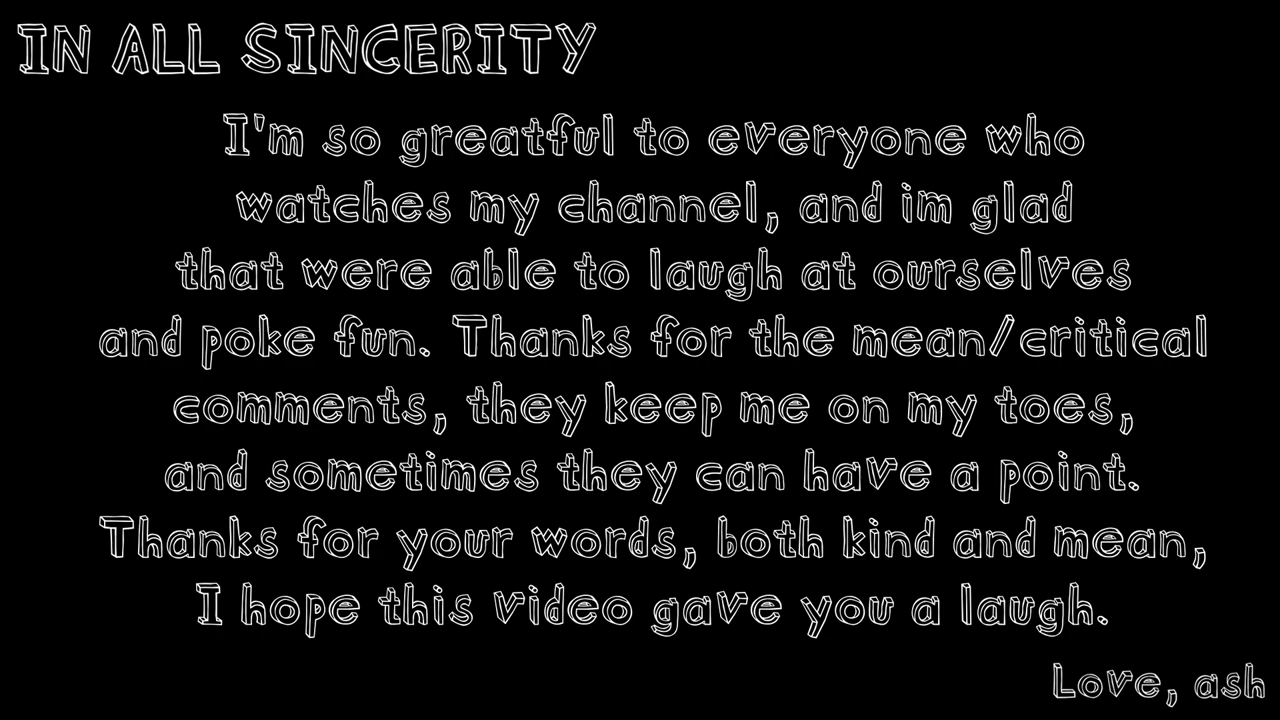 IN ALL SINCERITY
I'm so greatful to everyone who
watches my channel, and im glad
that were able to laugh at ourselves
and poke fun. Thanks for the mean/critical
comments, they keep me on my toes,
and sometimes they can have a point.
Thanks for your words, both kind and mean,
I hope this video gave you a laugh.
Love, ash